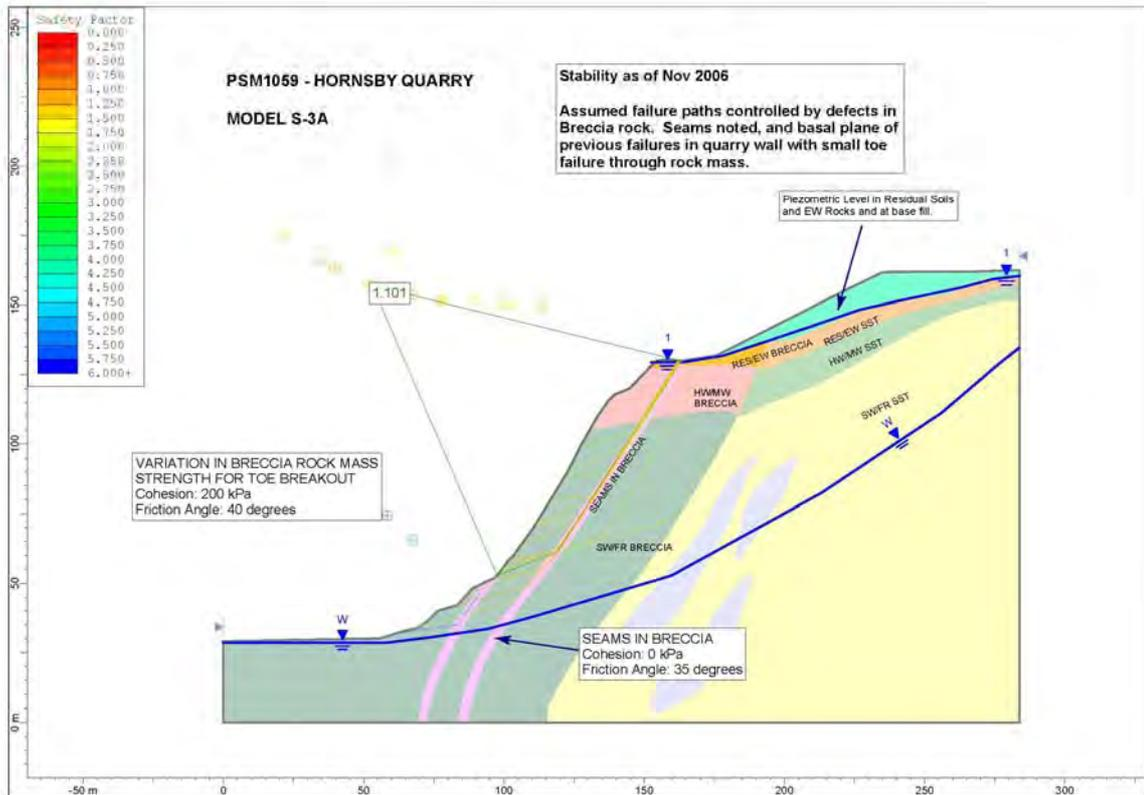 Safety Factor
0.000
0.250
0.500
0.750
1.000
1.250
1.500
1.750
2.000
2.250
2.500
2.750
3.000
3.250
3.500
3.750
4.000
4.250
4.500
4.750
5.000
5.250
5.500
5.750
6.000+
PSM1059 - HORNSBY QUARRY
MODEL S-3A
Stability as of Nov 2006
Assumed failure paths controlled by defects in
Breccia rock. Seams noted, and basal plane of
previous failures in quarry wall with small toe
failure through rock mass.
Piezometric Level in Residual Soils
and EW Rocks and at base fill.
1.101
1
1
RES/EW BRECCIA
RES/EW SST
HW/MW SST
HW/MW
BRECCIA
SW/FR SST
W
SEAMS IN BRECCIA
SW/FR BRECCIA
VARIATION IN BRECCIA ROCK MASS
STRENGTH FOR TOE BREAKOUT
Cohesion: 200 kPa
Friction Angle: 40 degrees
W
SEAMS IN BRECCIA
Cohesion: 0 kPa
Friction Angle: 35 degrees
250
200
150
100
50
0 m
-50 m
0
50
100
150
200
250
300